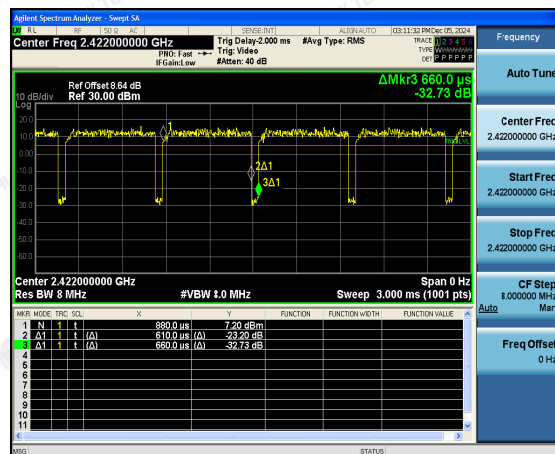 Agilent Spectrum Analyzer - Swept SA
RL RF 50 Ω AC SENSE:INT ALIGN AUTO 03:11:32 PM Dec 05, 2024
Center Freq 2.422000000 GHz
PNO: Fast
IFGain:Low
Trig Delay-2.000 ms
Trig: Video
#Atten: 40 dB
#Avg Type: RMS
TRACE 1 2 3 4 5 6
TYPE
DET P P P P P P
Ref Offset 8.64 dB
Ref 30.00 dBm
ΔMkr3 660.0 µs
-32.73 dB
10 dB/div
Log
20.0
10.0
0.00
-10.0
-20.0
-30.0
-40.0
-50.0
-60.0
1
2Δ1
3Δ1
TRIG LVL
Center 2.422000000 GHz
Res BW 8 MHz
#VBW 8.0 MHz
Span 0 Hz
Sweep 3.000 ms (1001 pts)
MKR MODE TRC SCL X Y FUNCTION FUNCTION WIDTH FUNCTION VALUE
1 N 1 t 880.0 µs 7.20 dBm
2 Δ1 1 t (Δ) 610.0 µs (Δ) -23.20 dB
3 Δ1 1 t (Δ) 660.0 µs (Δ) -32.73 dB
4
5
6
7
8
9
10
11
MSG STATUS
Frequency
Auto Tune
Center Freq
2.422000000 GHz
Start Freq
2.422000000 GHz
Stop Freq
2.422000000 GHz
CF Step
8.000000 MHz
Auto Man
Freq Offset
0 Hz